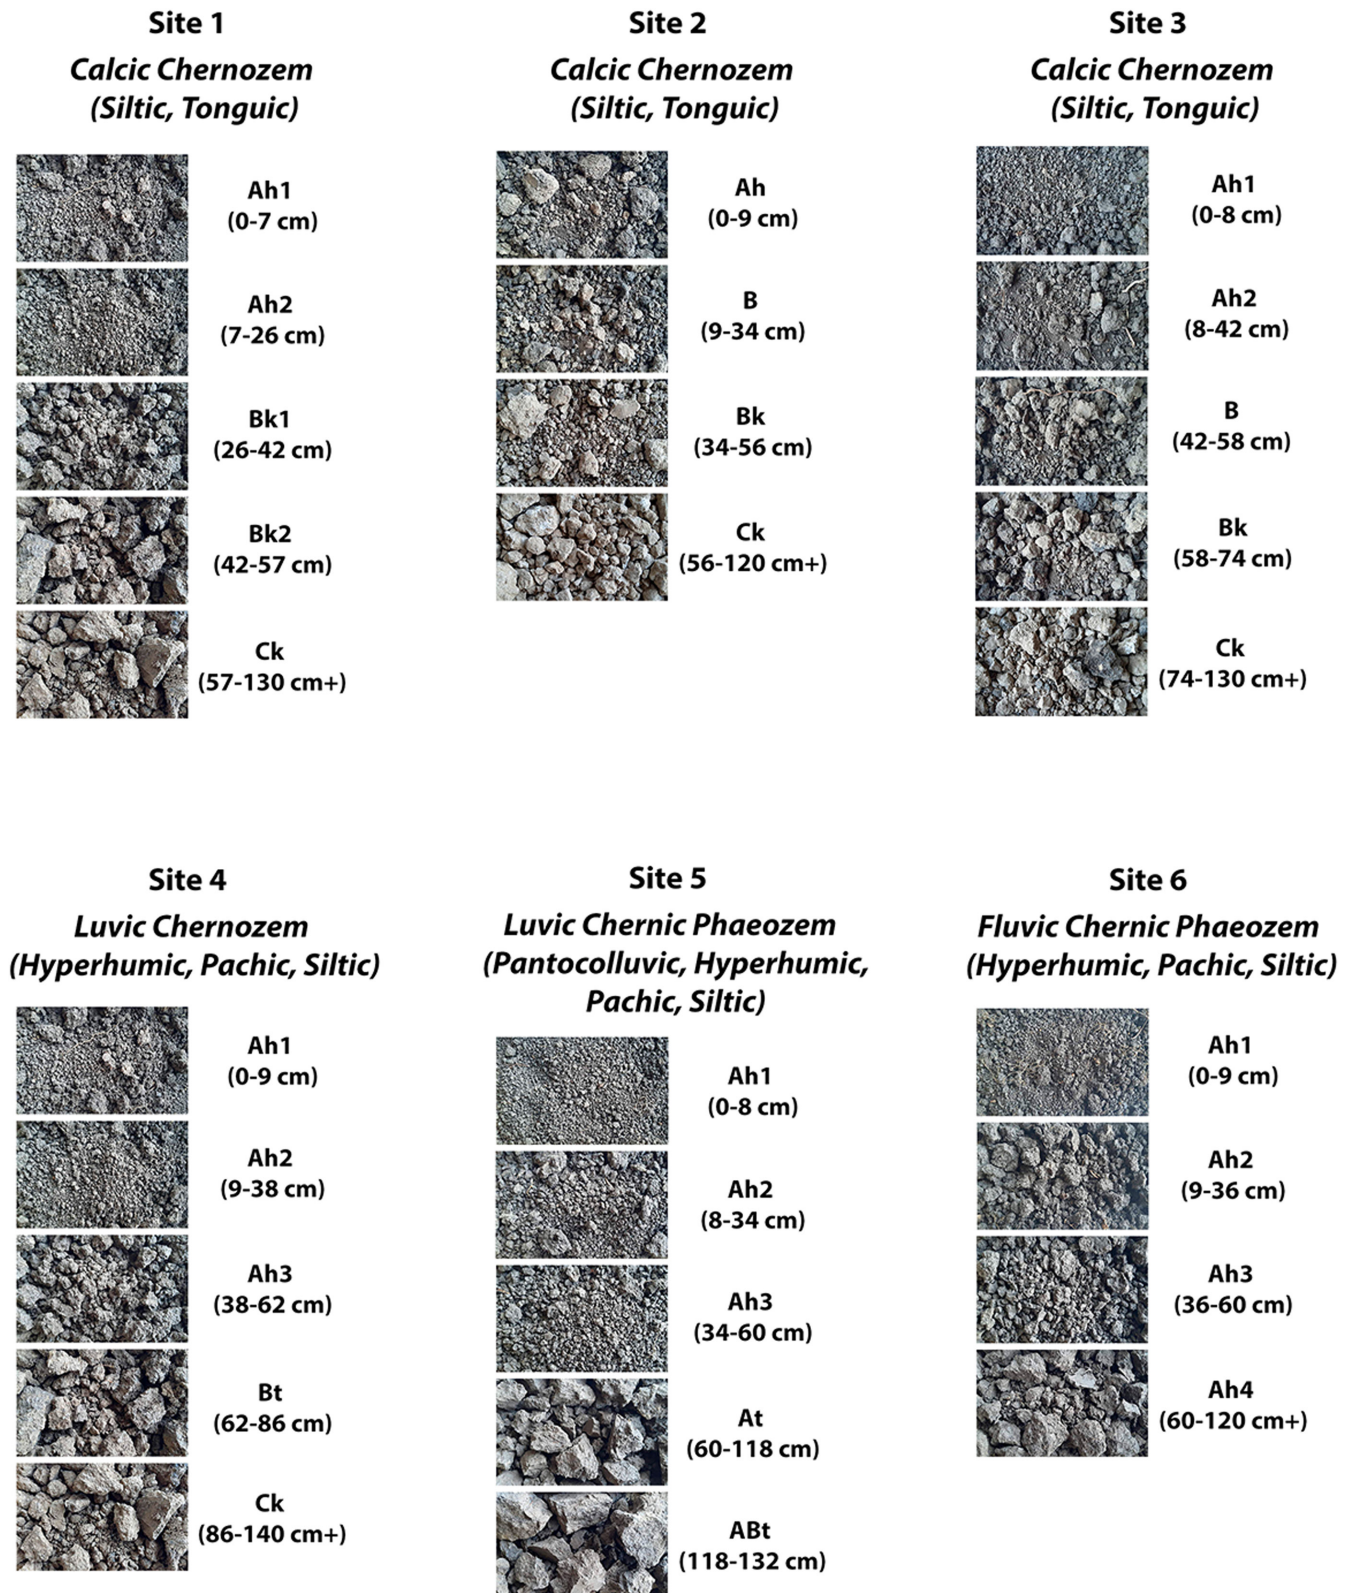 Site 1
Calcic Chernozem
(Siltic, Tonguic)
Ah1
(0-7 cm)
Ah2
(7-26 cm)
Bk1
(26-42 cm)
Bk2
(42-57 cm)
Ck
(57-130 cm+)
Site 2
Calcic Chernozem
(Siltic, Tonguic)
Ah
(0-9 cm)
B
(9-34 cm)
Bk
(34-56 cm)
Ck
(56-120 cm+)
Site 3
Calcic Chernozem
(Siltic, Tonguic)
Ah1
(0-8 cm)
Ah2
(8-42 cm)
B
(42-58 cm)
Bk
(58-74 cm)
Ck
(74-130 cm+)
Site 4
Luvic Chernozem
(Hyperhumic, Pachic, Siltic)
Ah1
(0-9 cm)
Ah2
(9-38 cm)
Ah3
(38-62 cm)
Bt
(62-86 cm)
Ck
(86-140 cm+)
Site 5
Luvic Chernic Phaeozem
(Pantocolluvic, Hyperhumic,
Pachic, Siltic)
Ah1
(0-8 cm)
Ah2
(8-34 cm)
Ah3
(34-60 cm)
At
(60-118 cm)
ABt
(118-132 cm)
Site 6
Fluvic Chernic Phaeozem
(Hyperhumic, Pachic, Siltic)
Ah1
(0-9 cm)
Ah2
(9-36 cm)
Ah3
(36-60 cm)
Ah4
(60-120 cm+)